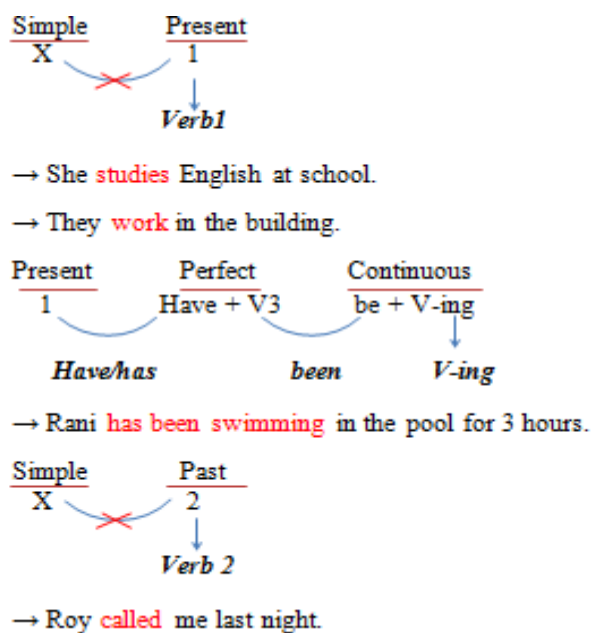 Simple Present
X 1
Verb1
→ She studies English at school.
→ They work in the building.
Present Perfect Continuous
1 Have + V3 be + V-ing
Have/has been V-ing
→ Rani has been swimming in the pool for 3 hours.
Simple Past
X 2
Verb 2
→ Roy called me last night.